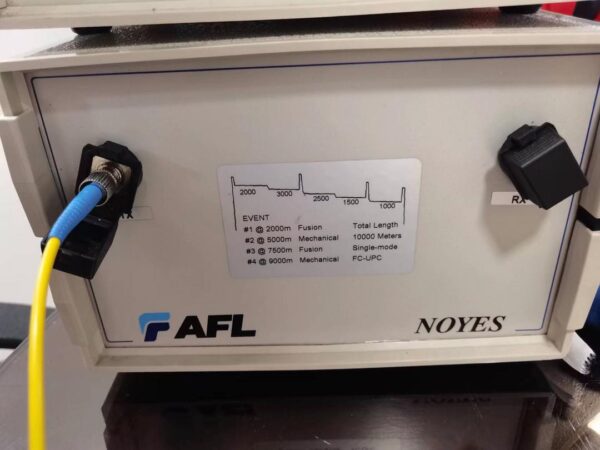 2000 3000 2500 1500 1000
EVENT
#1 @ 2000m Fusion Total Length
#2 @ 5000m Mechanical 10000 Meters
#3 @ 7500m Fusion Single-mode
#4 @ 9000m Mechanical FC-UPC
RX
AFL
NOYES